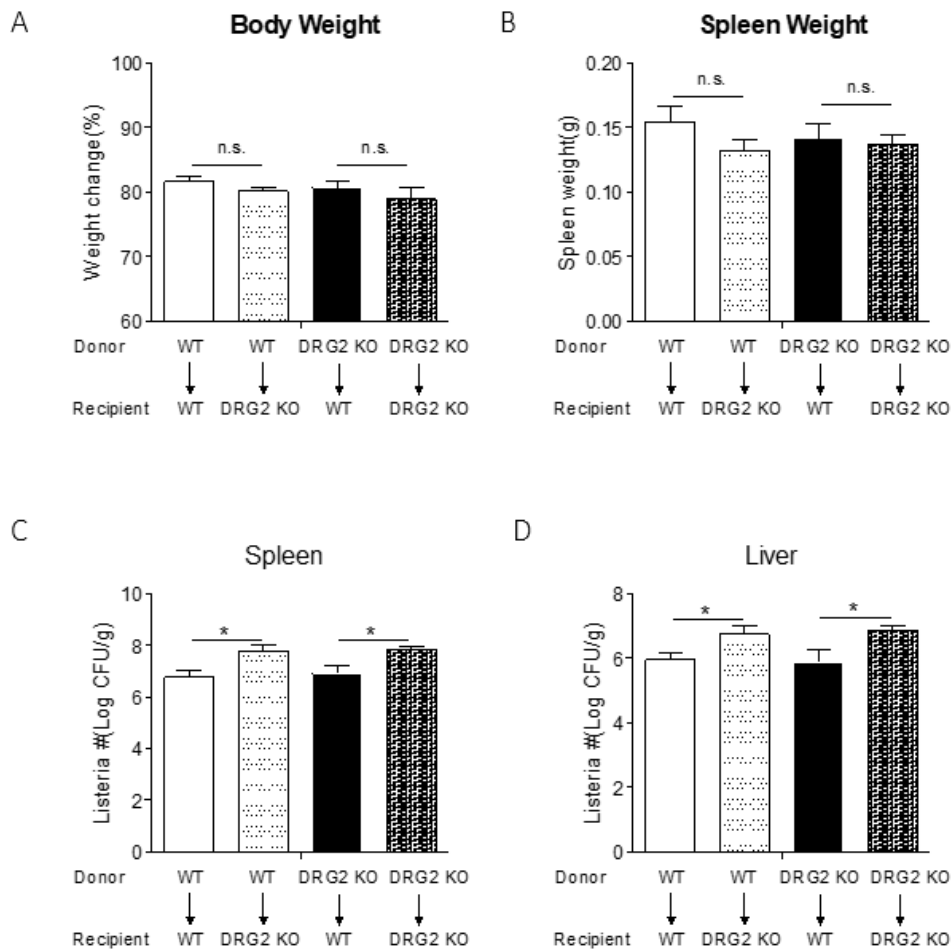 A
Body Weight
Weight change(%)
100
90
80
70
60
n.s.
n.s.
Donor WT WT DRG2 KO DRG2 KO
Recipient WT DRG2 KO WT DRG2 KO
B
Spleen Weight
Spleen weight(g)
0.20
0.15
0.10
0.05
0.00
n.s.
n.s.
Donor WT WT DRG2 KO DRG2 KO
Recipient WT DRG2 KO WT DRG2 KO
C
Spleen
Listeria #(Log CFU/g)
10
8
6
4
2
0
*
*
Donor WT WT DRG2 KO DRG2 KO
Recipient WT DRG2 KO WT DRG2 KO
D
Liver
Listeria #(Log CFU/g)
8
6
4
2
0
*
*
Donor WT WT DRG2 KO DRG2 KO
Recipient WT DRG2 KO WT DRG2 KO